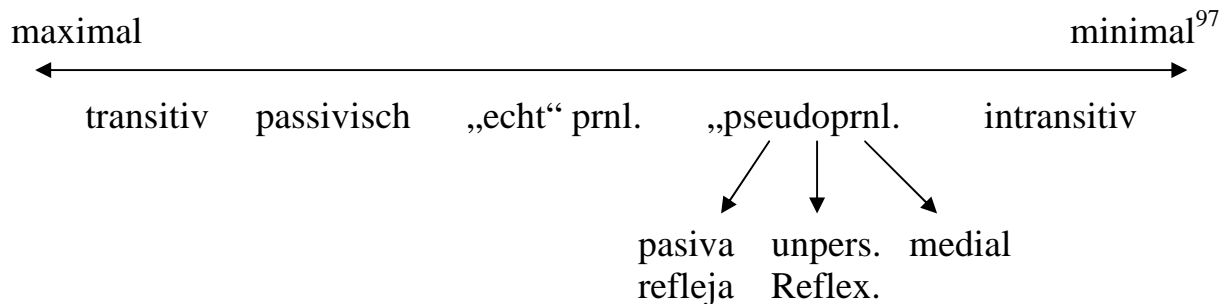 maximal minimal97
transitiv passivisch „echt“ prnl. „pseudoprnl. intransitiv
pasiva unpers. medial
refleja Reflex.